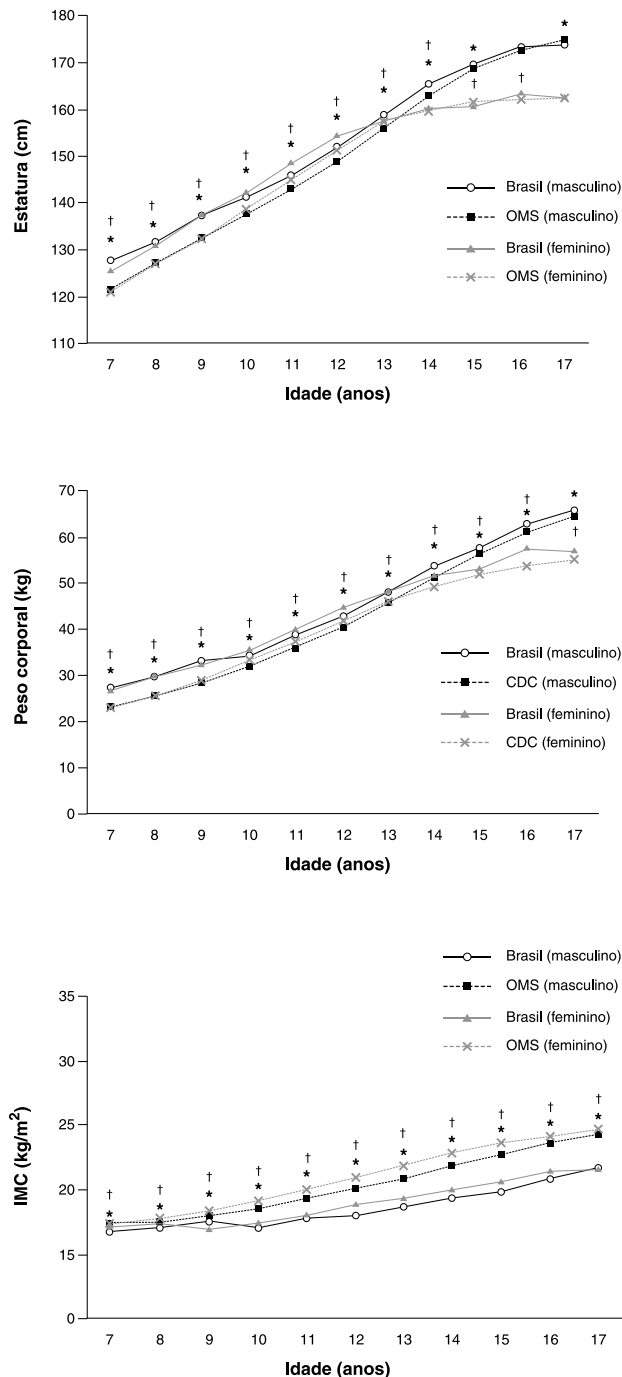 180
170
160
150
140
130
120
110
Estatura (cm)
† † † † † † † † * † *
* * * * * * * * †
Brasil (masculino)
OMS (masculino)
Brasil (feminino)
OMS (feminino)
7 8 9 10 11 12 13 14 15 16 17
Idade (anos)
70
60
50
40
30
20
10
0
Peso corporal (kg)
† † † † † † † † † † *
* * * * * * * * * * †
Brasil (masculino)
CDC (masculino)
Brasil (feminino)
CDC (feminino)
7 8 9 10 11 12 13 14 15 16 17
Idade (anos)
Brasil (masculino)
OMS (masculino)
Brasil (feminino)
OMS (feminino)
35
30
25
20
15
0
IMC (kg/m²)
† † † † † † † † † † †
* * * * * * * * * * *
7 8 9 10 11 12 13 14 15 16 17
Idade (anos)